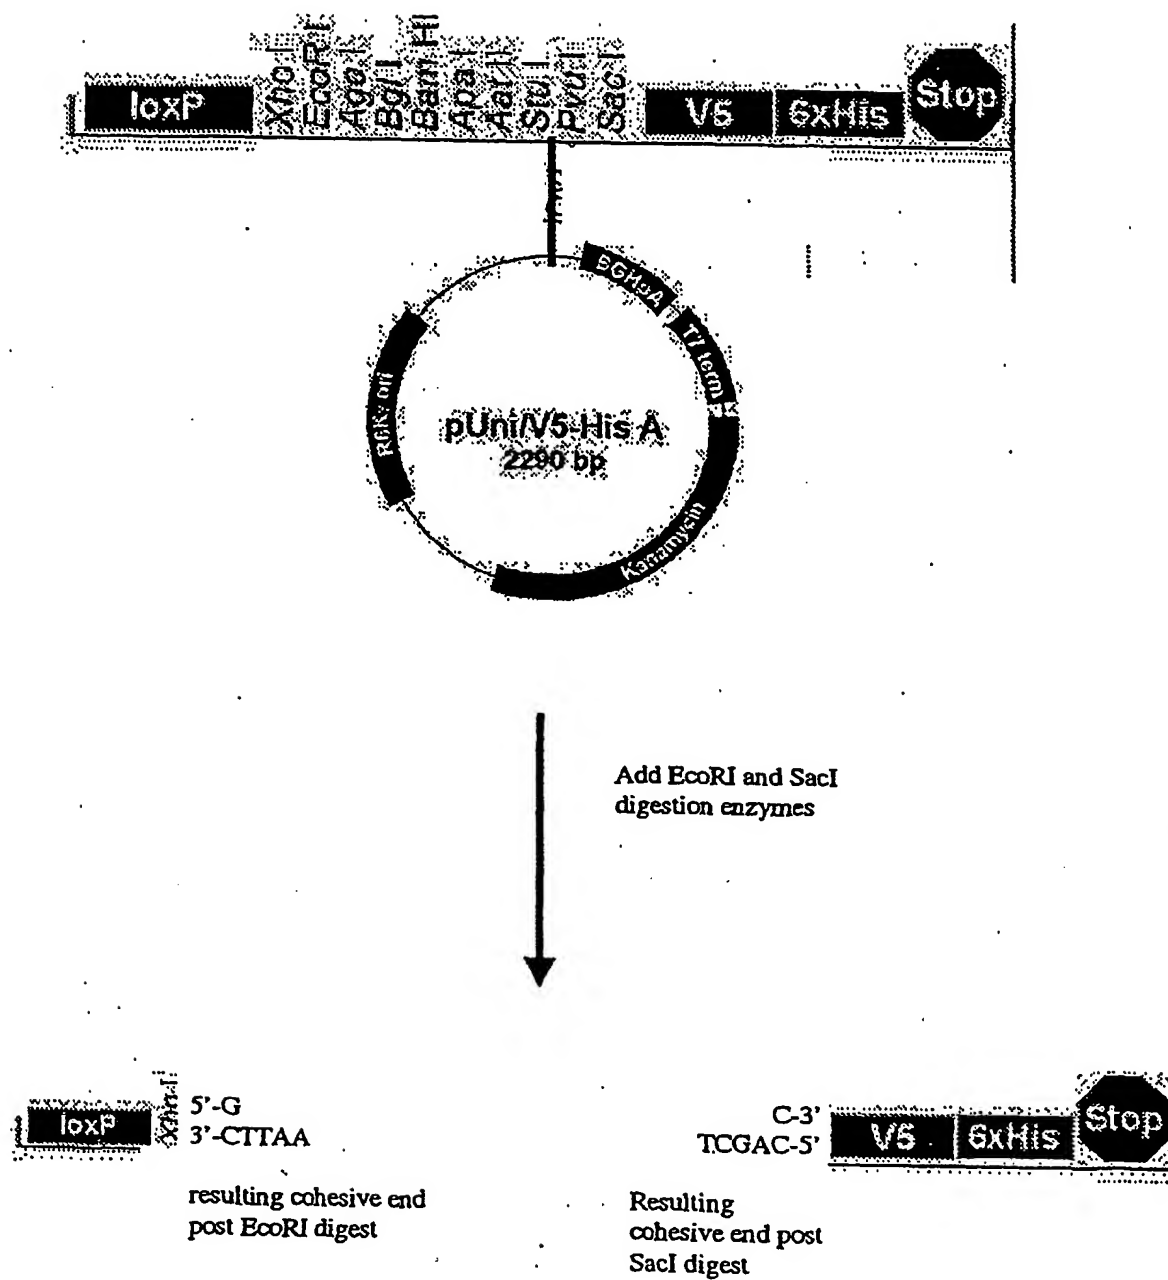 loxP
Xho I
EcoR I
Age I
Bgl I
Bam HI
Apa I
Aat II
Stu I
Pvu I
Sac I
V5
6xHis
Stop
BGH pA
T7 term
R6Kγ ori
pUni/V5-His A
2290 bp
Kanamycin
Add EcoRI and SacI
digestion enzymes
loxP
Xho I
5'-G
3'-CTTAA
C-3'
TCGAC-5'
V5
6xHis
Stop
resulting cohesive end
post EcoRI digest
Resulting
cohesive end post
SacI digest